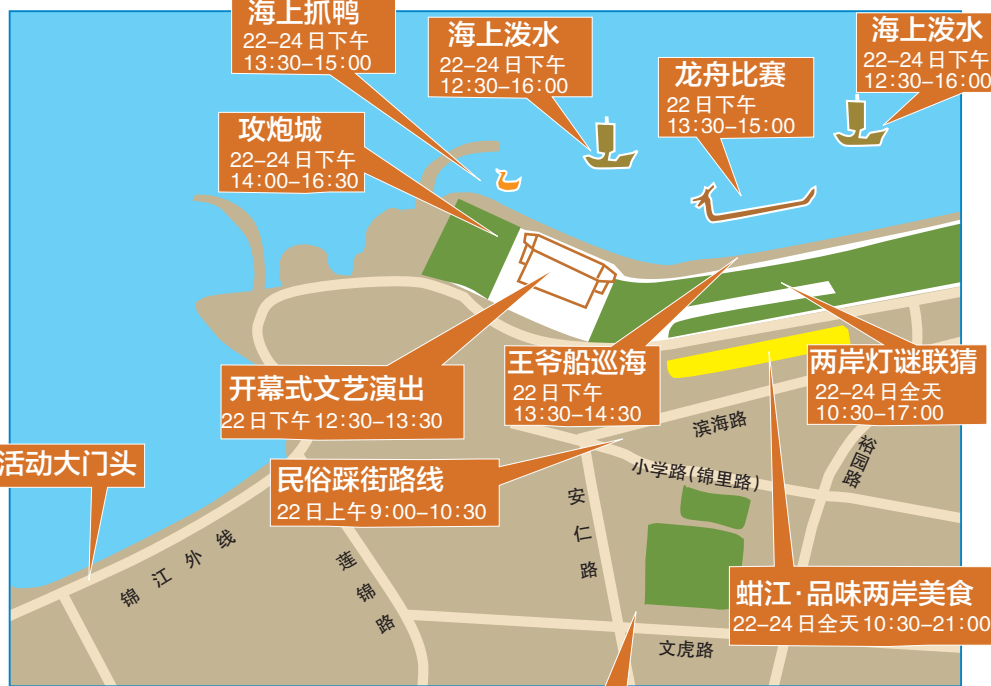 海上抓鸭
22-24日下午
13:30-15:00
海上泼水
22-24日下午
12:30-16:00
龙舟比赛
22日下午
13:30-15:00
海上泼水
22-24日下午
12:30-16:00
攻炮城
22-24日下午
14:00-16:30
开幕式文艺演出
22日下午12:30-13:30
王爷船巡海
22日下午
13:30-14:30
两岸灯谜联猜
22-24日全天
10:30-17:00
活动大门头
民俗踩街路线
22日上午9:00-10:30
滨海路
小学路(锦里路)
裕园路
安仁路
锦江外线
莲锦路
蚶江·品味两岸美食
22-24日全天10:30-21:00
文虎路